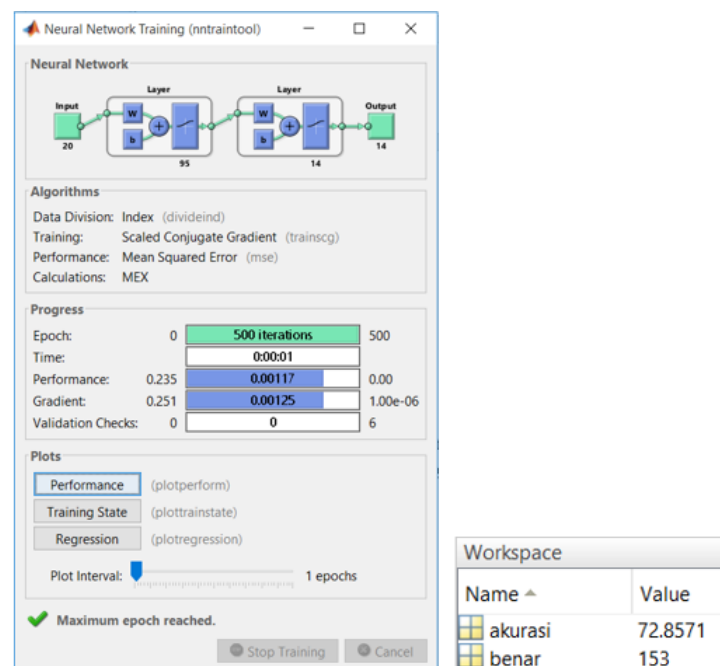 Neural Network Training (nntraintool)
Neural Network
Layer Layer
Input W W Output
b b
20 95 14 14
Algorithms
Data Division: Index (divideind)
Training: Scaled Conjugate Gradient (trainscg)
Performance: Mean Squared Error (mse)
Calculations: MEX
Progress
Epoch: 0 500 iterations 500
Time: 0:00:01
Performance: 0.235 0.00117 0.00
Gradient: 0.251 0.00125 1.00e-06
Validation Checks: 0 0 6
Plots
Performance (plotperform)
Training State (plottrainstate)
Regression (plotregression)
Plot Interval: 1 epochs
Maximum epoch reached.
Stop Training Cancel
Workspace
Name Value
akurasi 72.8571
benar 153